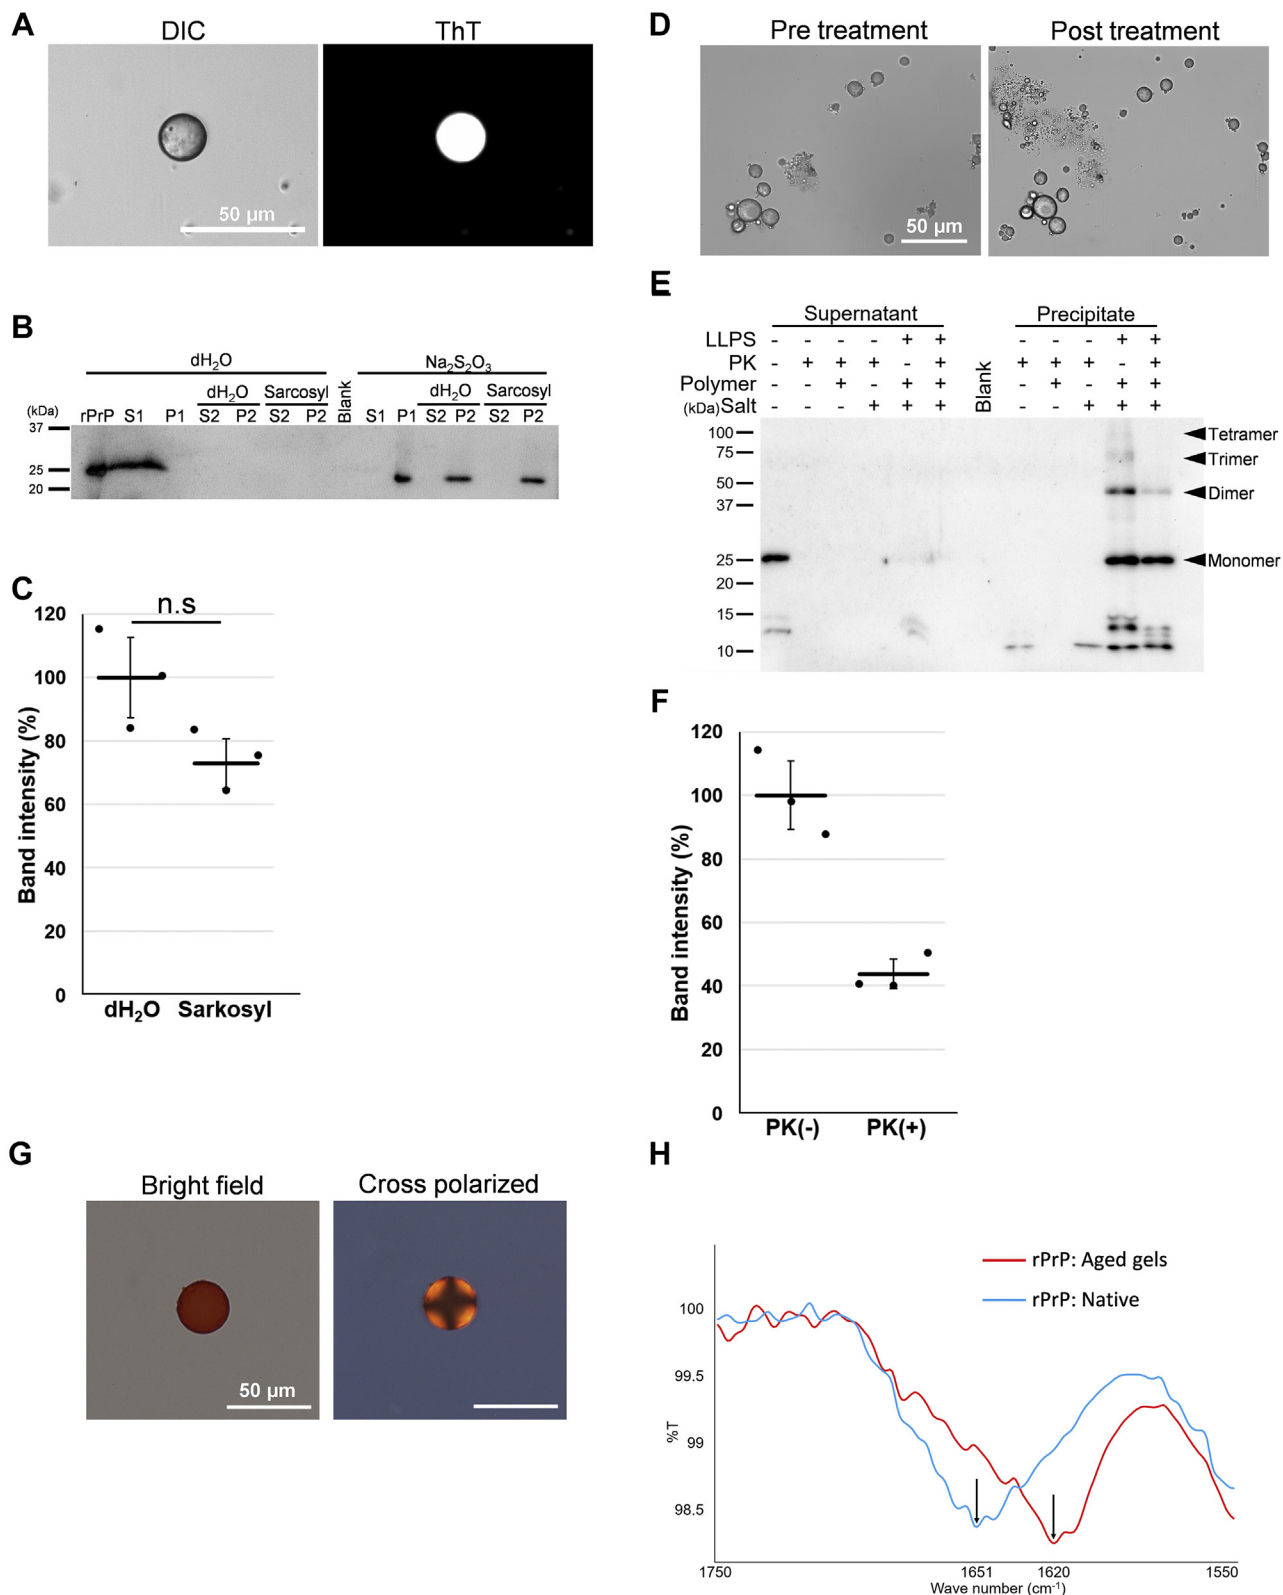 A
DIC
ThT
50 µm
B
dH2O
Na2S2O3
dH2O
Sarcosyl
dH2O
Sarcosyl
(kDa)
rPrP
S1
P1
S2
P2
S2
P2
Blank
S1
P1
S2
P2
S2
P2
37
25
20
C
n.s
Band intensity (%)
120
100
80
60
40
20
0
dH2O
Sarkosyl
D
Pre treatment
Post treatment
50 µm
E
Supernatant
Precipitate
LLPS - - - - + + - - - + +
PK - + + + - + + + + - +
Polymer - - + - + + - + - + +
(kDa) Salt - - - + + + - - + + +
Blank
100
75
50
37
25
20
15
10
Tetramer
Trimer
Dimer
Monomer
F
Band intensity (%)
120
100
80
60
40
20
0
PK(-)
PK(+)
G
Bright field
Cross polarized
50 µm
H
rPrP: Aged gels
rPrP: Native
%T
100
99.5
99
98.5
1750
1651
1620
1550
Wave number (cm-1)